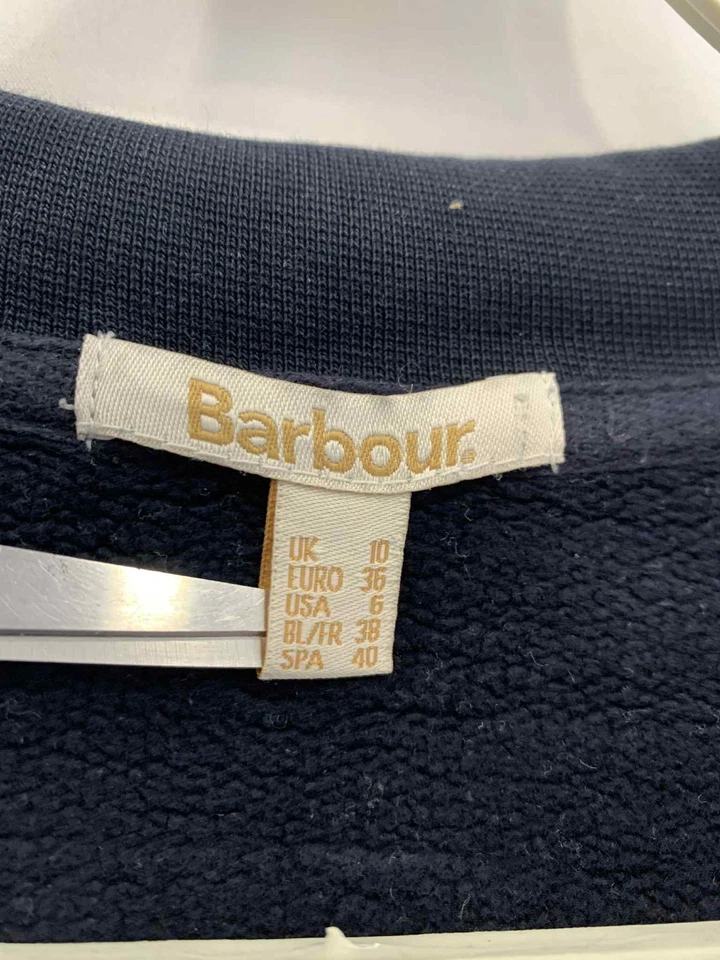 Barbour.
UK 10
EURO 36
USA 6
BL/FR 38
SPA 40